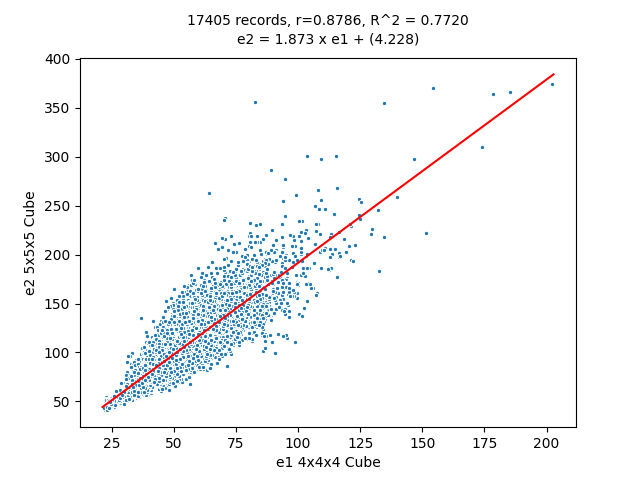 17405 records, r=0.8786, R^2 = 0.7720
e2 = 1.873 x e1 + (4.228)
400
350
300
250
200
150
100
50
e2 5x5x5 Cube
25 50 75 100 125 150 175 200
e1 4x4x4 Cube